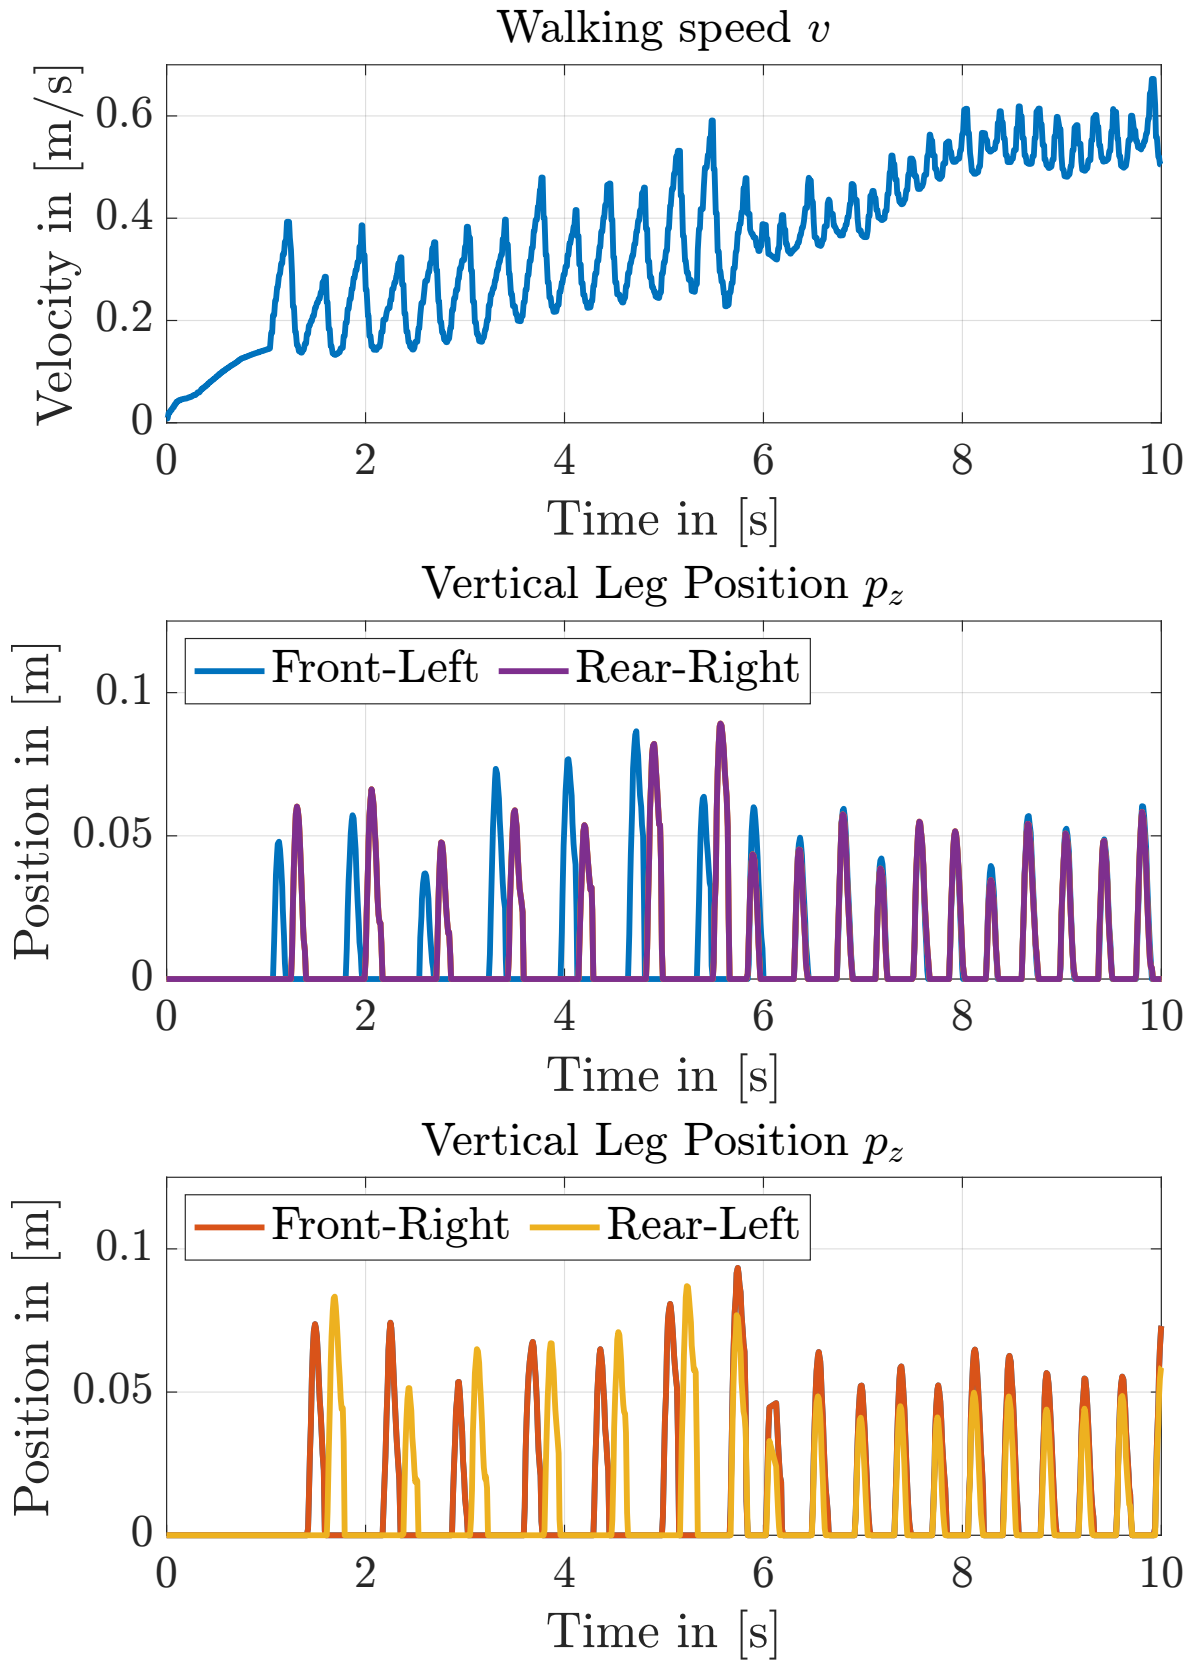 Walking speed v
Velocity in [m/s]
0.6
0.4
0.2
0
0 2 4 6 8 10
Time in [s]
Vertical Leg Position p_z
Position in [m]
Front-Left Rear-Right
0.1
0.05
0
0 2 4 6 8 10
Time in [s]
Vertical Leg Position p_z
Position in [m]
Front-Right Rear-Left
0.1
0.05
0
0 2 4 6 8 10
Time in [s]